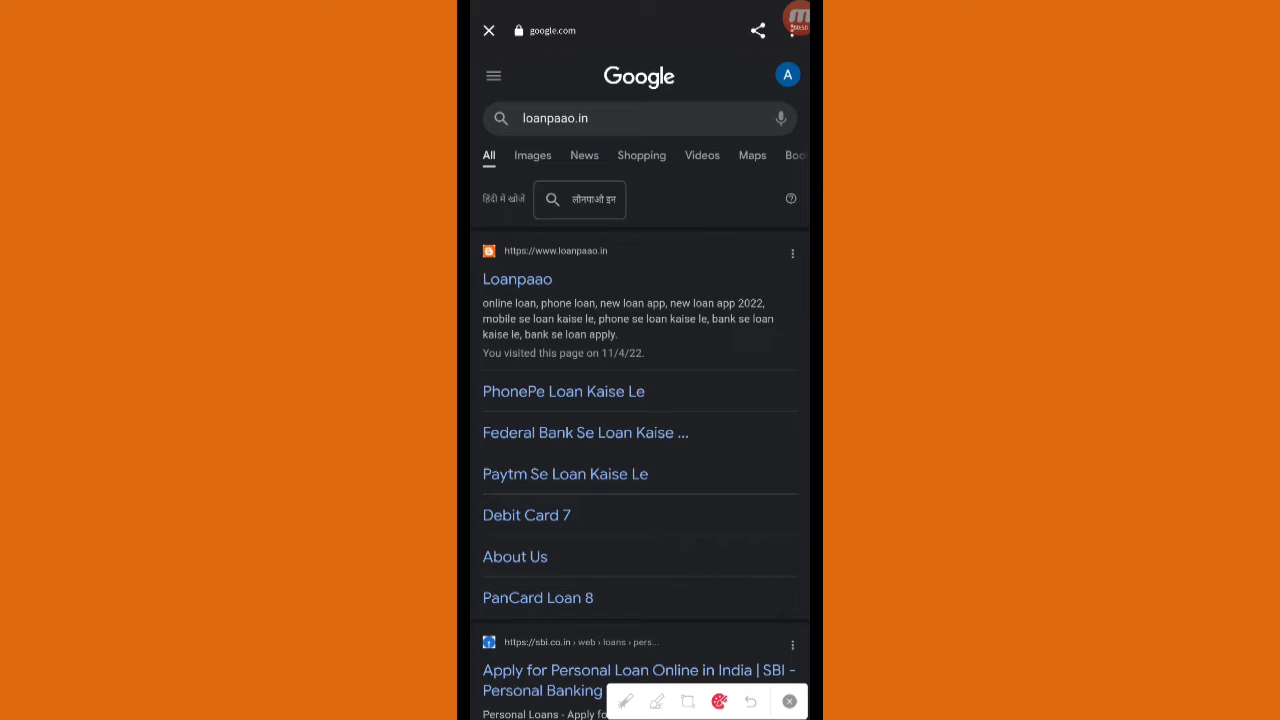 google.com
Google
A
loanpaao.in
All Images News Shopping Videos Maps Boo
हिंदी में खोजें लोनपाओ इन
https://www.loanpaao.in
Loanpaao
online loan, phone loan, new loan app, new loan app 2022,
mobile se loan kaise le, phone se loan kaise le, bank se loan
kaise le, bank se loan apply.
You visited this page on 11/4/22.
PhonePe Loan Kaise Le
Federal Bank Se Loan Kaise ...
Paytm Se Loan Kaise Le
Debit Card 7
About Us
PanCard Loan 8
https://sbi.co.in › web › loans › pers...
Apply for Personal Loan Online in India | SBI -
Personal Banking
Personal Loans - Apply fo